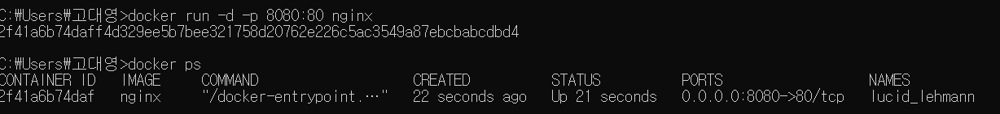 C:₩Users₩고대영>docker run -d -p 8080:80 nginx
2f41a6b74daff4d329ee5b7bee321758d20762e226c5ac3549a87ebcbabcdbd4
C:₩Users₩고대영>docker ps
CONTAINER ID IMAGE COMMAND CREATED STATUS PORTS NAMES
2f41a6b74daf nginx "/docker-entrypoint.…" 22 seconds ago Up 21 seconds 0.0.0.0:8080->80/tcp lucid_lehmann